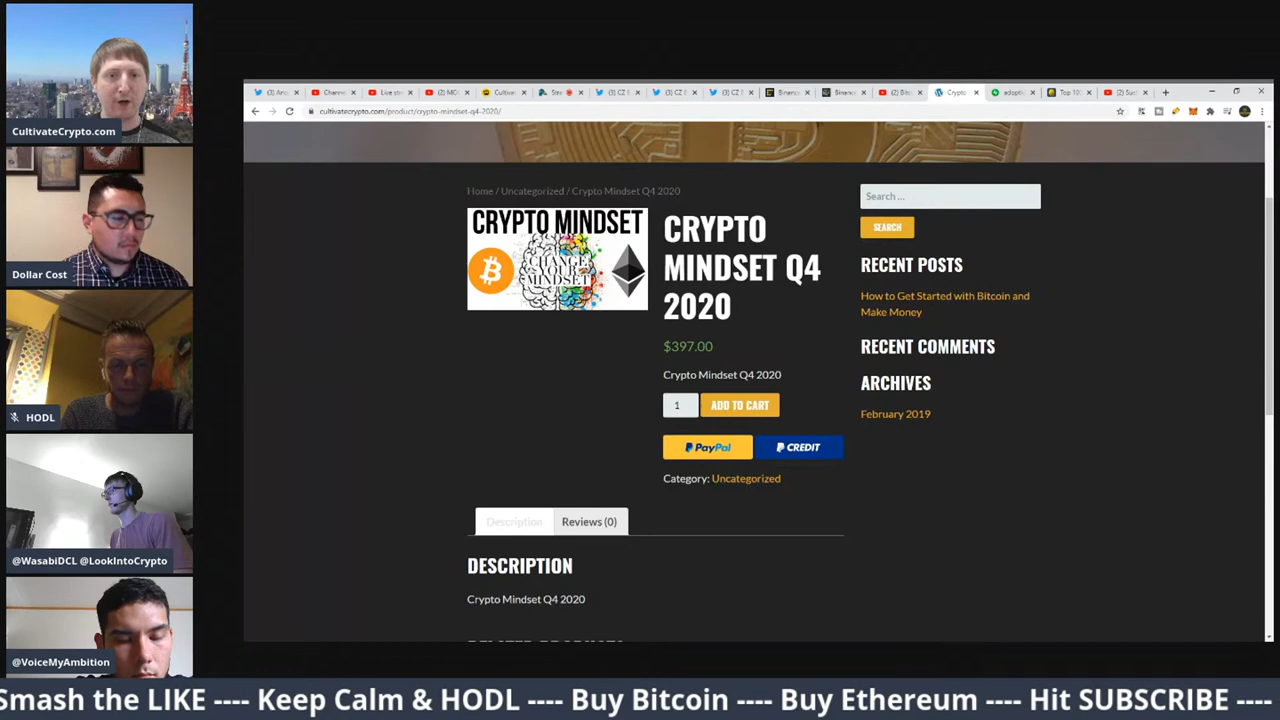 CultivateCrypto.com
Dollar Cost
HODL
@WasabiDCL @LookIntoCrypto
@VoiceMyAmbition
cultivatecrypto.com/product/crypto-mindset-q4-2020/
Home / Uncategorized / Crypto Mindset Q4 2020
CRYPTO MINDSET
CHANGE
YOUR
MINDSET
CRYPTO
MINDSET Q4
2020
$397.00
Crypto Mindset Q4 2020
1
ADD TO CART
PayPal
CREDIT
Category: Uncategorized
Search ...
SEARCH
RECENT POSTS
How to Get Started with Bitcoin and
Make Money
RECENT COMMENTS
ARCHIVES
February 2019
Description
Reviews (0)
DESCRIPTION
Crypto Mindset Q4 2020
Smash the LIKE ---- Keep Calm & HODL ---- Buy Bitcoin ---- Buy Ethereum ---- Hit SUBSCRIBE ----